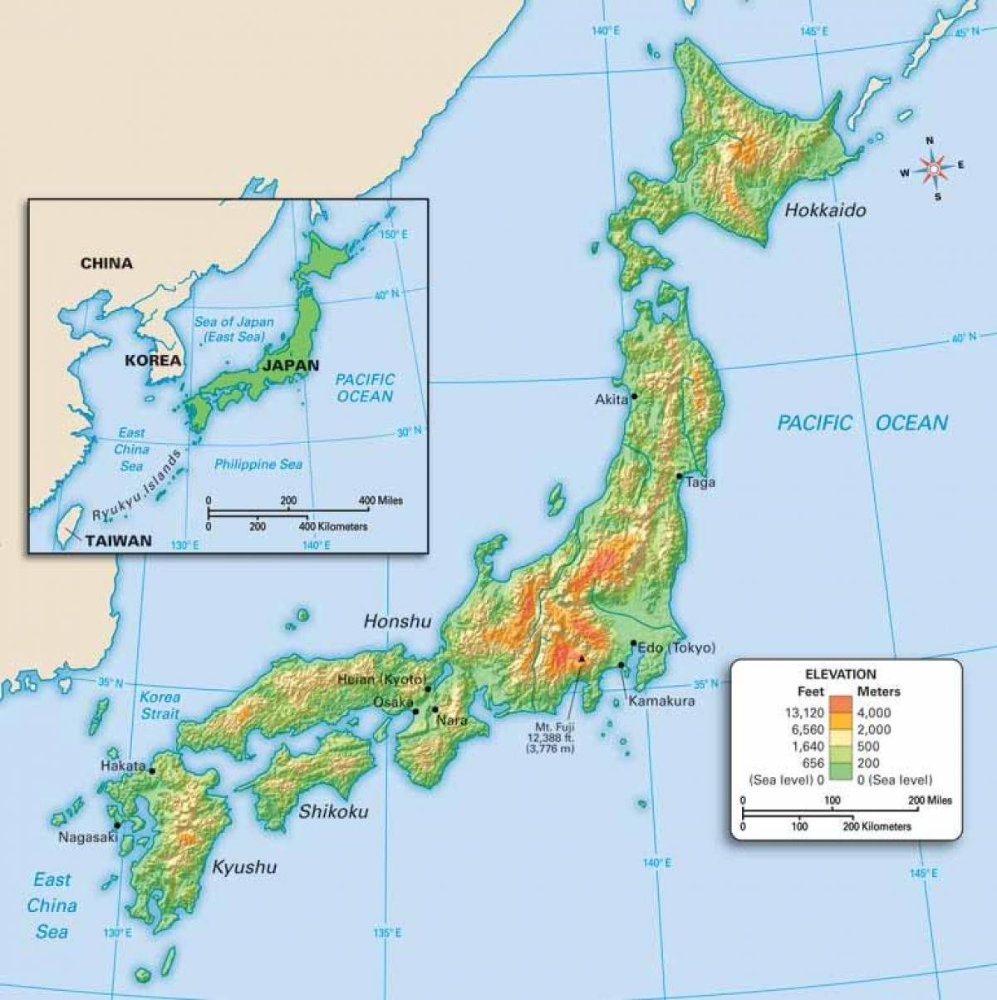 140° E
145° E
45° N
N
W
E
S
Hokkaido
CHINA
150° E
40° N
Sea of Japan
(East Sea)
KOREA
JAPAN
PACIFIC
OCEAN
East
China
Sea
30° N
Philippine Sea
Ryukyu Islands
0 200 400 Miles
0 200 400 Kilometers
TAIWAN
130° E
140° E
40° N
Akita
PACIFIC OCEAN
Taga
Honshu
Edo (Tokyo)
35° N
Heian (Kyoto)
Korea
Strait
Osaka
Nara
35° N
Kamakura
Mt. Fuji
12,388 ft.
(3,776 m)
ELEVATION
Feet Meters
13,120 4,000
6,560 2,000
1,640 500
656 200
(Sea level) 0 0 (Sea level)
0 100 200 Miles
0 100 200 Kilometers
Hakata
Shikoku
Nagasaki
Kyushu
East
China
Sea
140° E
145° E
130° E
135° E